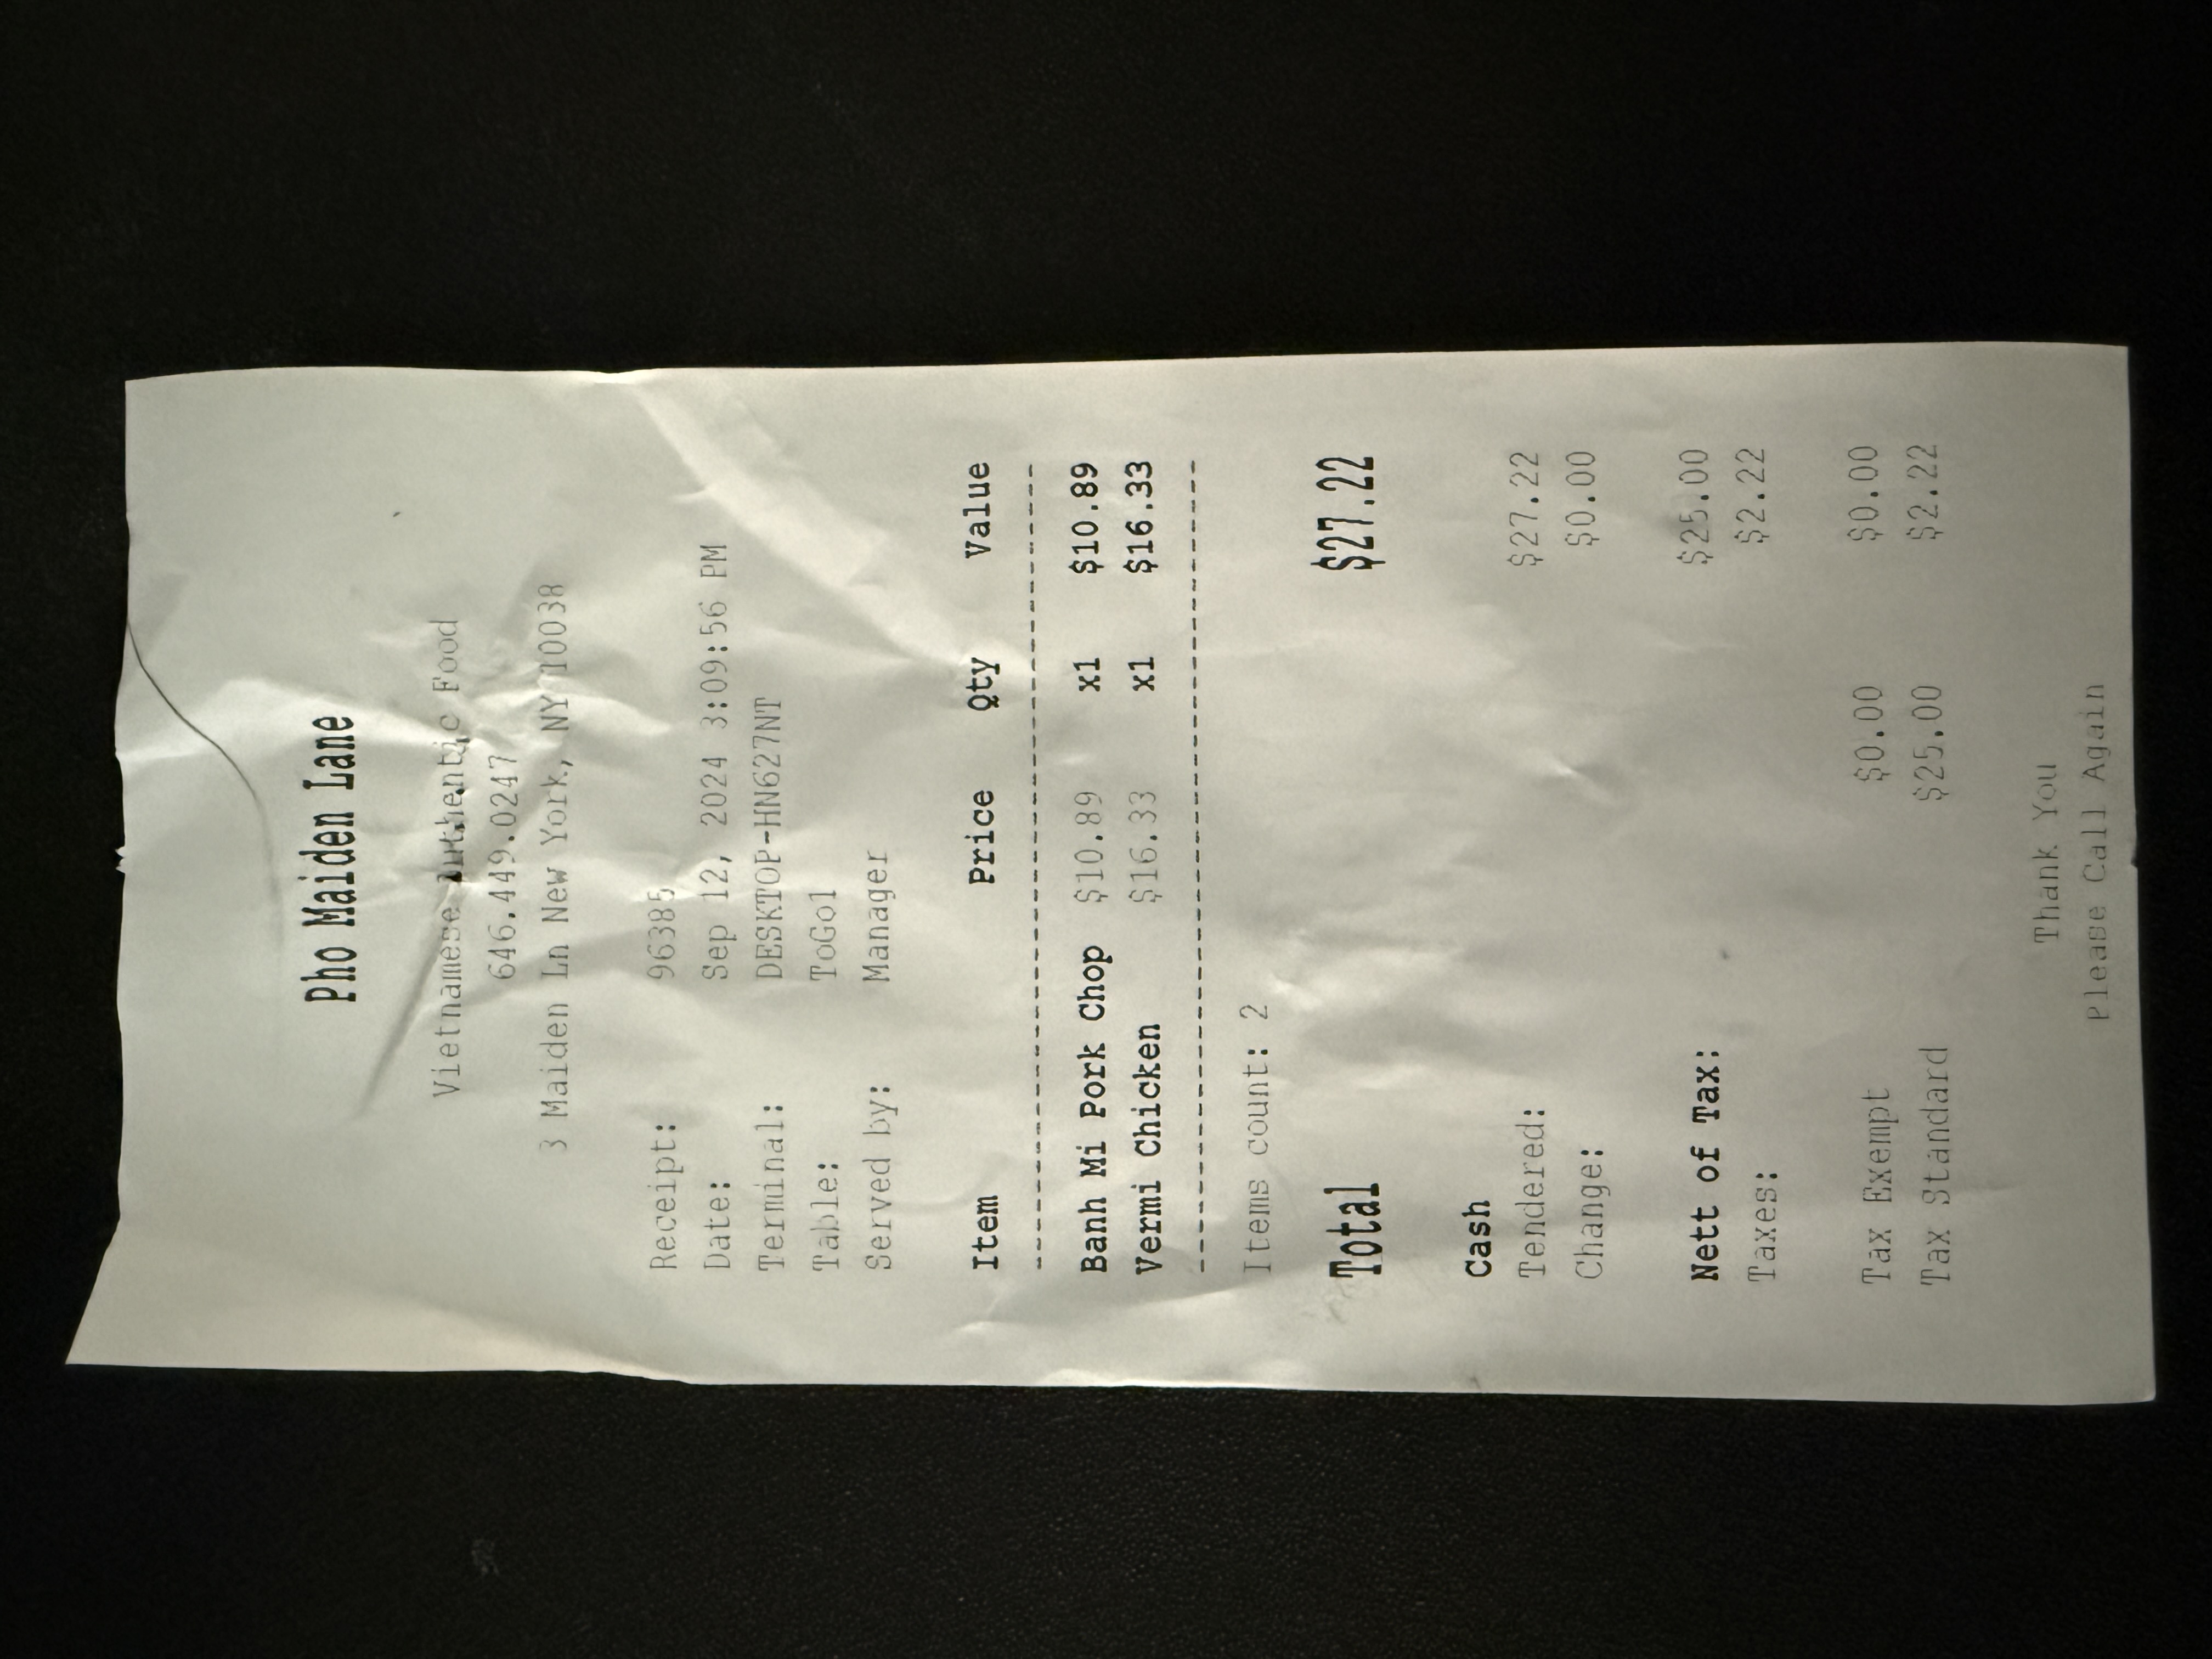 Pho Maiden Lane
Vietnamese Authentic Food
646.449.0247
3 Maiden Ln New York, NY 10038
Receipt: 96385
Date: Sep 12, 2024 3:09:56 PM
Terminal: DESKTOP-HN627NT
Table: ToGo1
Served by: Manager
Item Price Qty Value
----------------------------------------
Banh Mi Pork Chop $10.89 x1 $10.89
Vermi Chicken $16.33 x1 $16.33
----------------------------------------
Items count: 2
Total $27.22
Cash
Tendered: $27.22
Change: $0.00
Nett of Tax: $25.00
Taxes: $2.22
Tax Exempt $0.00 $0.00
Tax Standard $25.00 $2.22
Thank You
Please Call Again